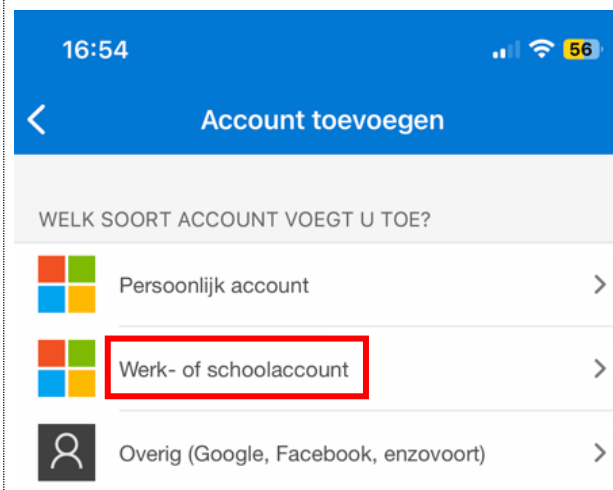 16:54
56
Account toevoegen
WELK SOORT ACCOUNT VOEGT U TOE?
Persoonlijk account
Werk- of schoolaccount
Overig (Google, Facebook, enzovoort)